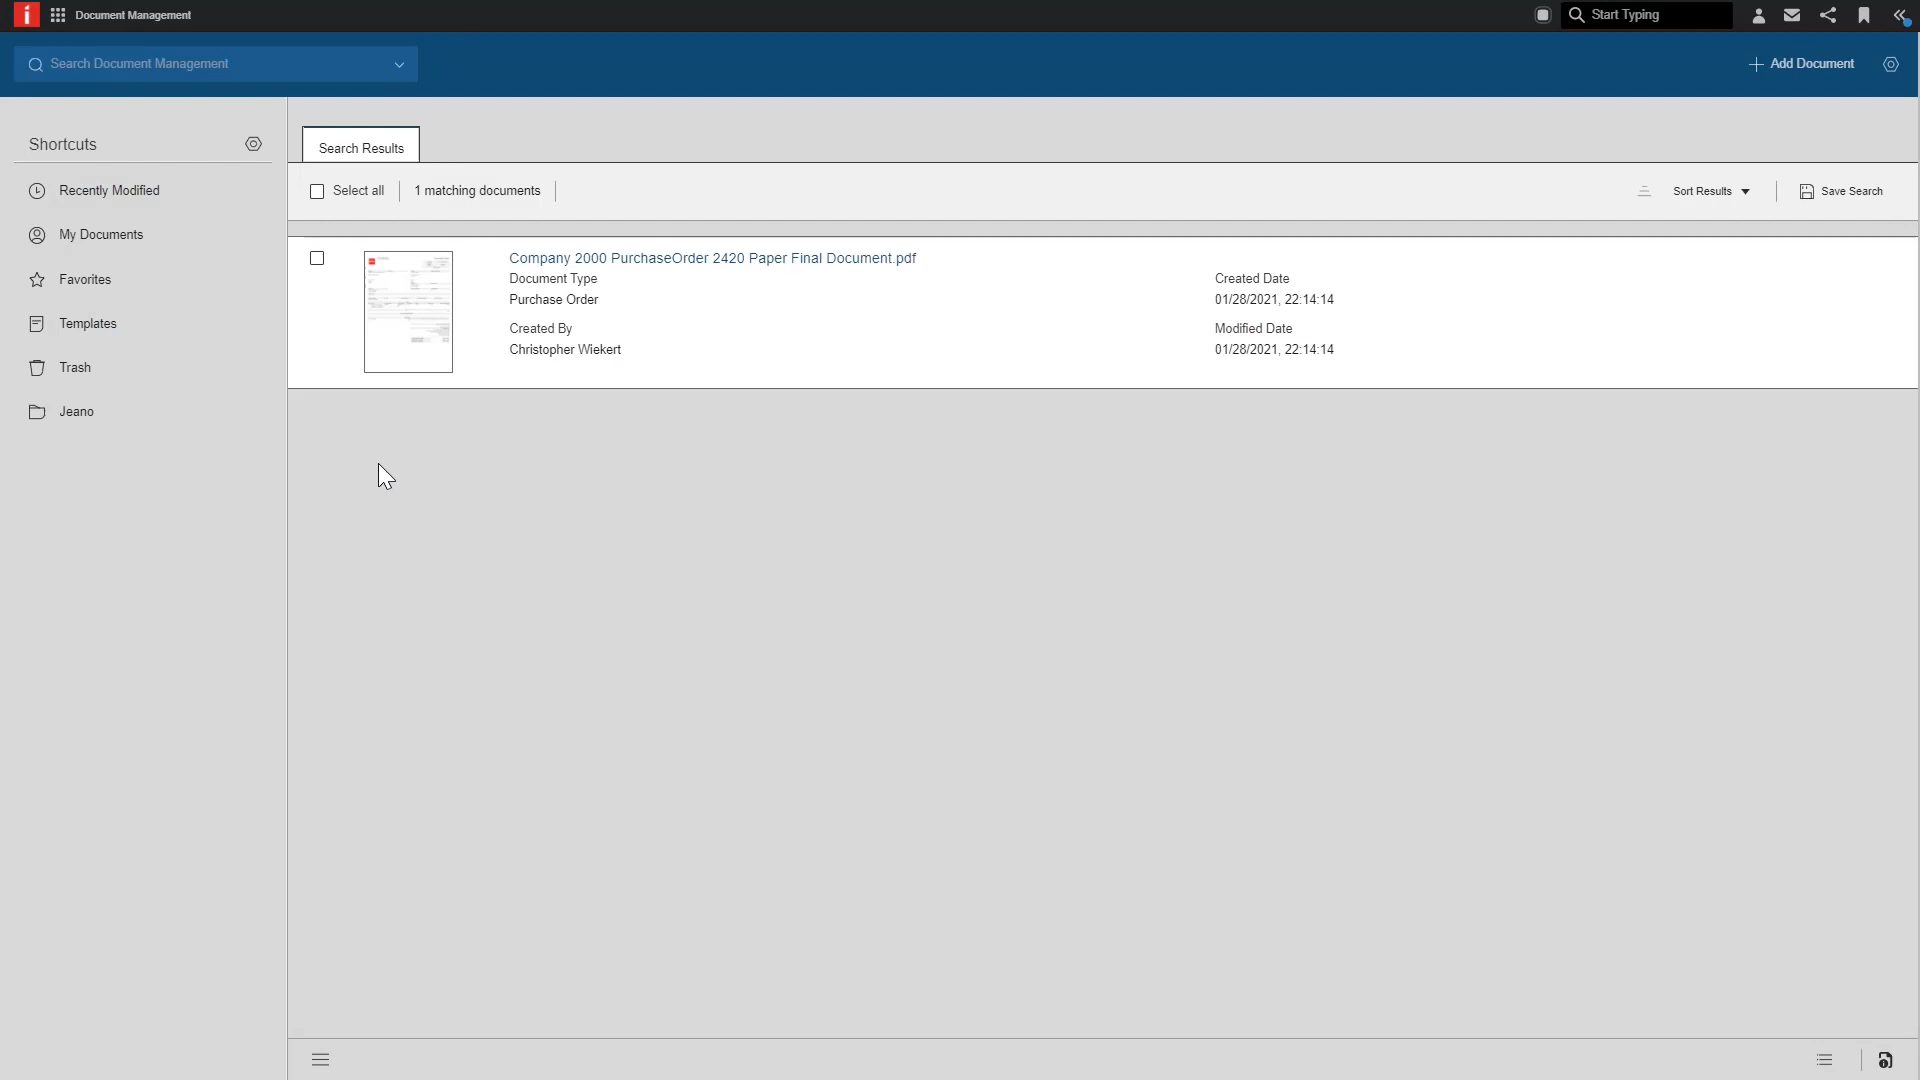 i Document Management
Start Typing
Search Document Management
Add Document
Shortcuts
Recently Modified
My Documents
Favorites
Templates
Trash
Jeano
Search Results
Select all
1 matching documents
Sort Results
Save Search
Company 2000 PurchaseOrder 2420 Paper Final Document.pdf
Document Type
Purchase Order
Created By
Christopher Wiekert
Created Date
01/28/2021, 22:14:14
Modified Date
01/28/2021, 22:14:14